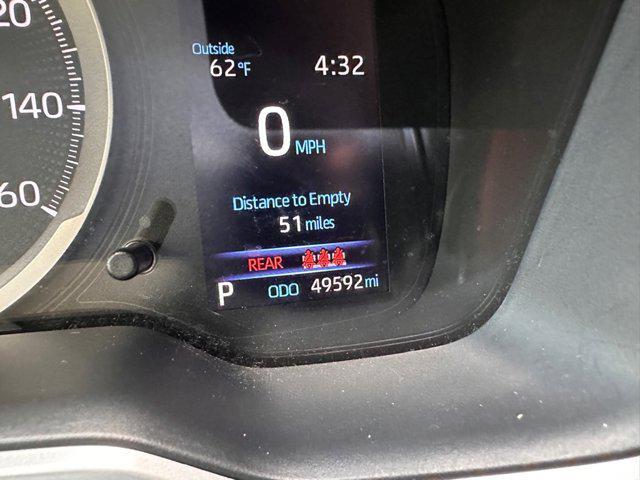 20
Outside
62°F 4:32
140
0 MPH
60
Distance to Empty
51 miles
REAR
P ODO 49592 mi